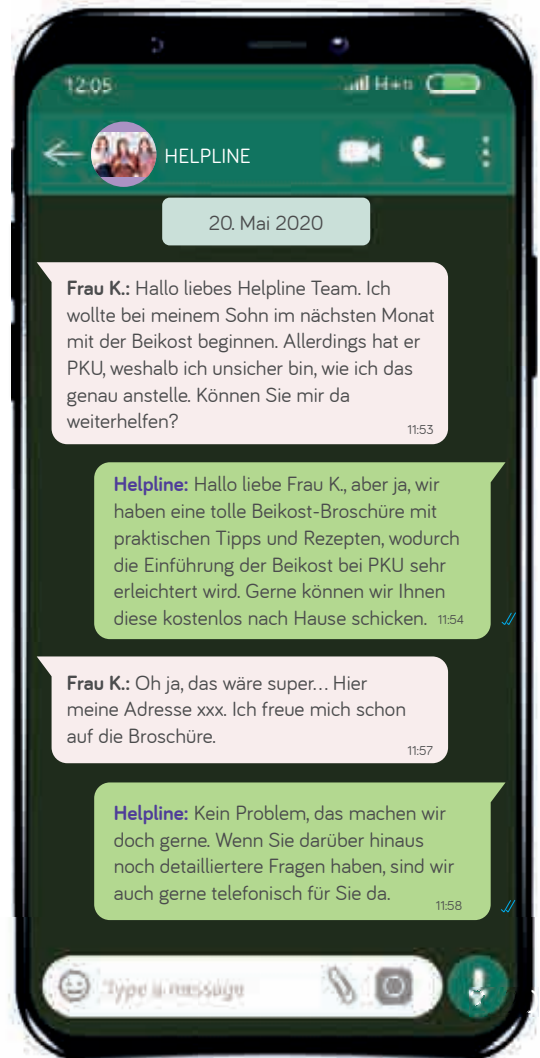 12:05
HELPLINE
20. Mai 2020
Frau K.: Hallo liebes Helpline Team. Ich
wollte bei meinem Sohn im nächsten Monat
mit der Beikost beginnen. Allerdings hat er
PKU, weshalb ich unsicher bin, wie ich das
genau anstelle. Können Sie mir da
weiterhelfen?
11:53
Helpline: Hallo liebe Frau K., aber ja, wir
haben eine tolle Beikost-Broschüre mit
praktischen Tipps und Rezepten, wodurch
die Einführung der Beikost bei PKU sehr
erleichtert wird. Gerne können wir Ihnen
diese kostenlos nach Hause schicken. 11:54
Frau K.: Oh ja, das wäre super... Hier
meine Adresse xxx. Ich freue mich schon
auf die Broschüre.
11:57
Helpline: Kein Problem, das machen wir
doch gerne. Wenn Sie darüber hinaus
noch detailliertere Fragen haben, sind wir
auch gerne telefonisch für Sie da.
11:58
Type a message